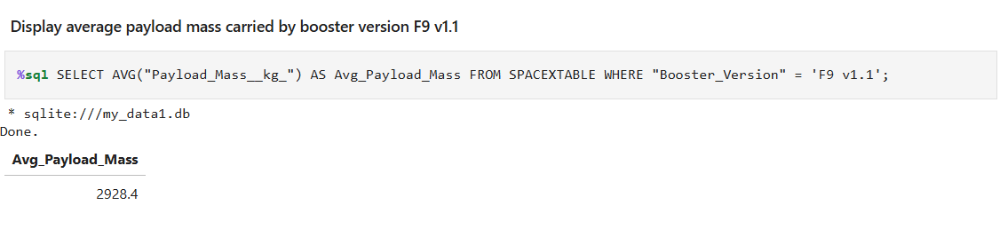 Display average payload mass carried by booster version F9 v1.1
%sql SELECT AVG("Payload_Mass__kg_") AS Avg_Payload_Mass FROM SPACEXTABLE WHERE "Booster_Version" = 'F9 v1.1';
* sqlite:///my_data1.db
Done.
Avg_Payload_Mass
2928.4